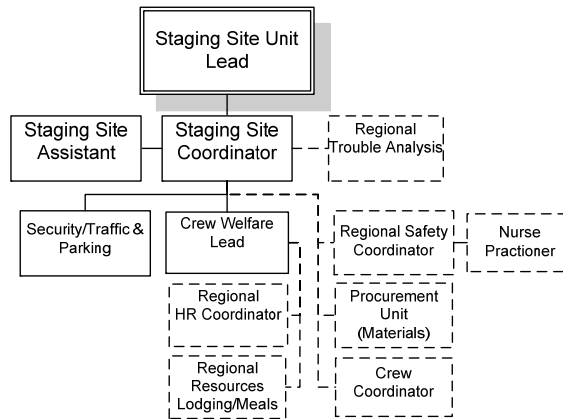 Staging Site Unit
Lead
Staging Site
Assistant
Staging Site
Coordinator
Regional
Trouble Analysis
Security/Traffic &
Parking
Crew Welfare
Lead
Regional Safety
Coordinator
Nurse
Practioner
Regional
HR Coordinator
Procurement
Unit
(Materials)
Regional
Resources
Lodging/Meals
Crew
Coordinator